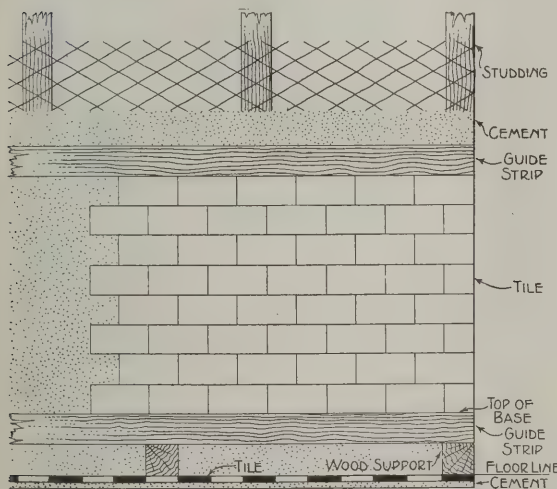 STUDDING
CEMENT
GUIDE
STRIP
TILE
TOP OF
BASE
GUIDE
STRIP
TILE
WOOD SUPPORT
FLOOR LINE
CEMENT